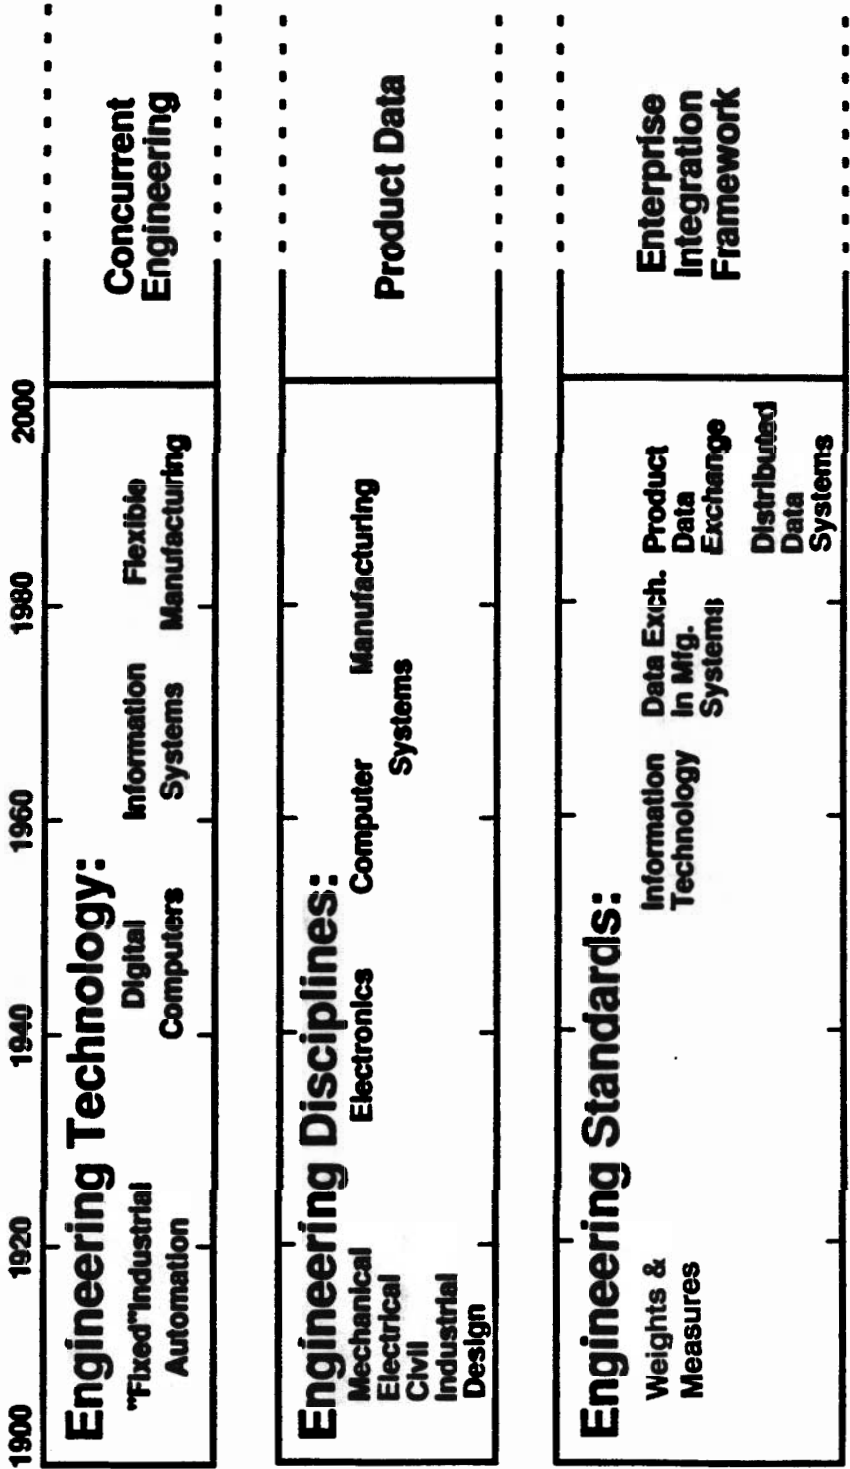 1900 1920 1940 1960 1980 2000
Engineering Technology:
"Fixed"Industrial
Automation
Digital
Computers
Information
Systems
Flexible
Manufacturing
Concurrent
Engineering
Engineering Disciplines:
Mechanical
Electrical
Civil
Industrial
Design
Electronics
Computer
Systems
Manufacturing
Product Data
Engineering Standards:
Weights &
Measures
Information
Technology
Data Exch.
In Mfg.
Systems
Product
Data
Exchange
Distributed
Data
Systems
Enterprise
Integration
Framework